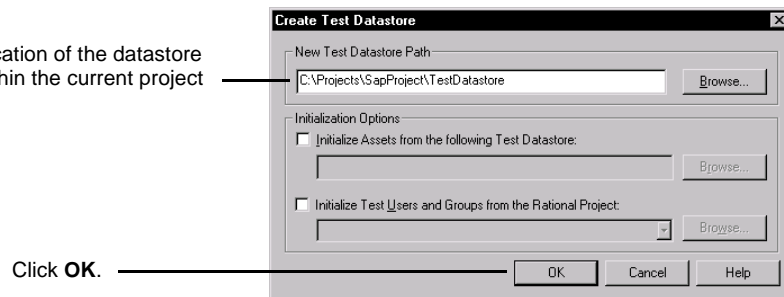 Create Test Datastore
cation of the datastore
hin the current project
New Test Datastore Path
C:\Projects\SapProject\TestDatastore
Browse...
Initialization Options
Initialize Assets from the following Test Datastore:
Browse...
Initialize Test Users and Groups from the Rational Project:
Browse...
Click OK.
OK Cancel Help